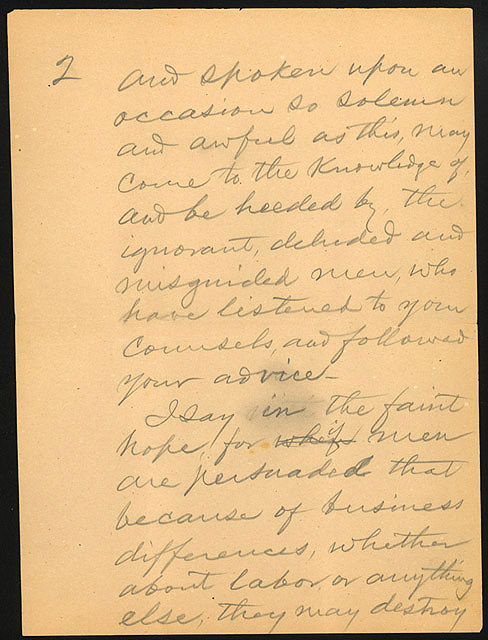 2
and spoken upon an
occasion so solemn
and awful as this, may
come to the knowledge of,
and be heeded by, the
ignorant, deluded and
misguided men, who
have listened to your
counsels, and followed
your advice -
I say in the faint
hope, for if men
are persuaded that
because of business
differences, whether
about labor, or anything
else, they may destroy